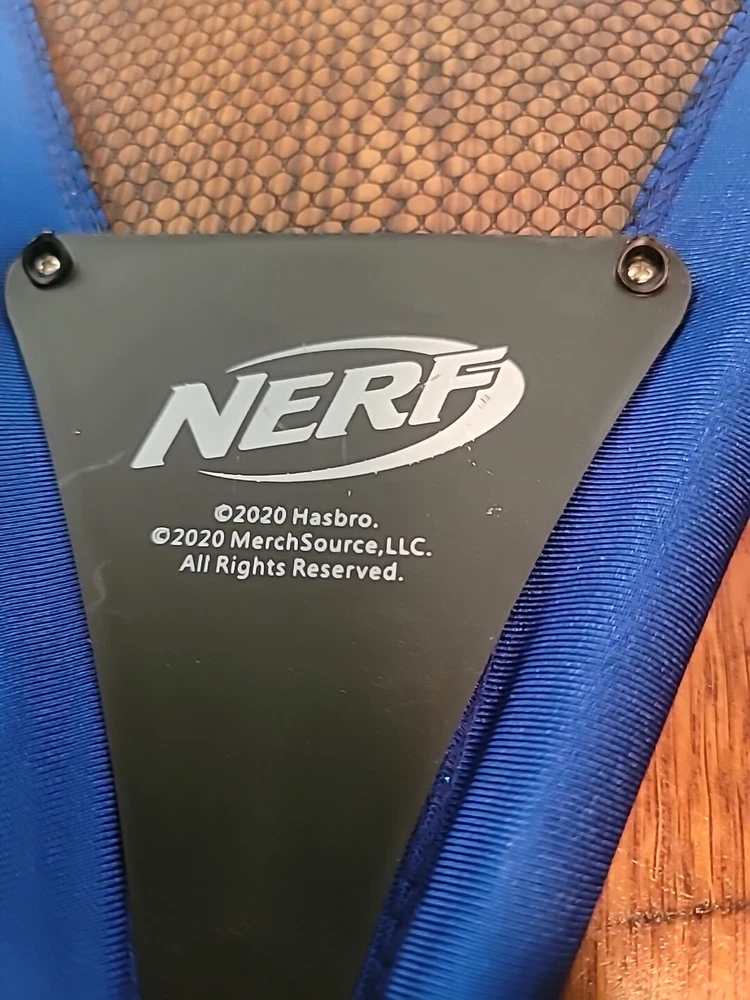 NERF
©2020 Hasbro.
©2020 MerchSource,LLC.
All Rights Reserved.